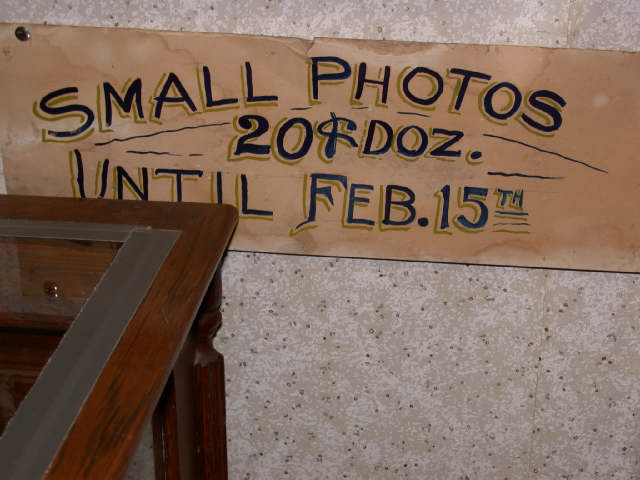 SMALL PHOTOS
20¢ DOZ.
UNTIL FEB. 15TH